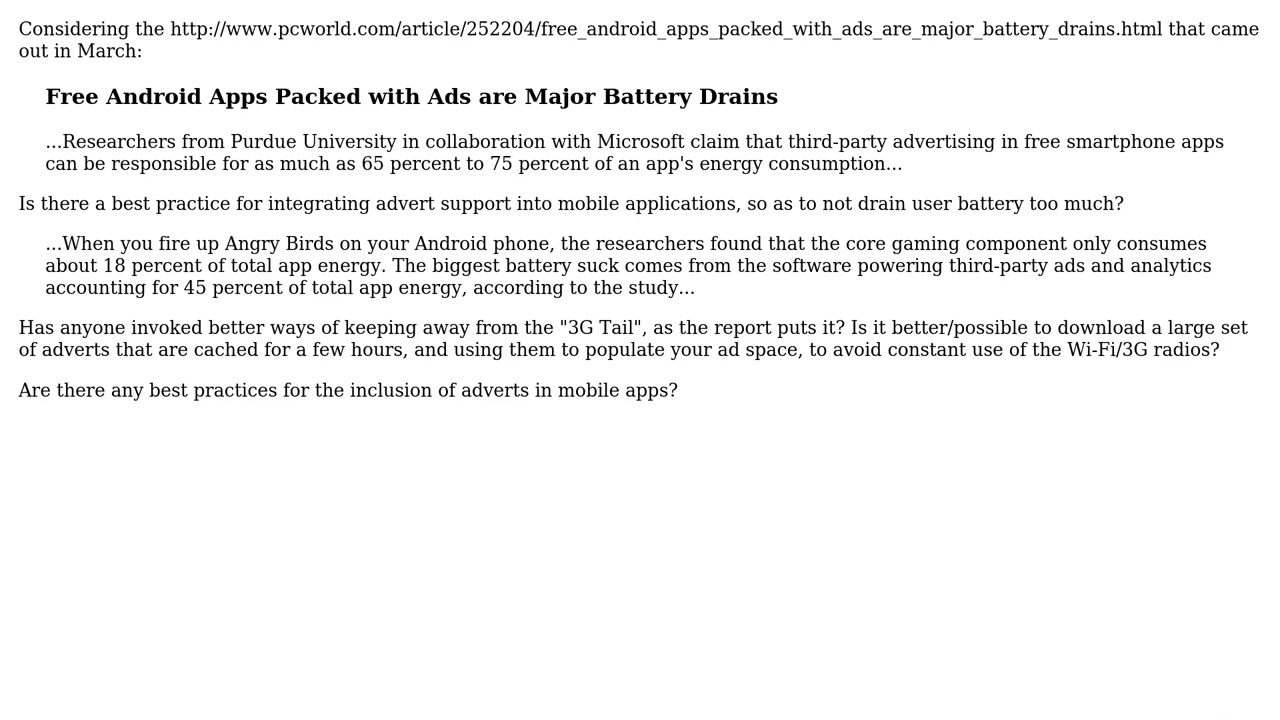 Considering the http://www.pcworld.com/article/252204/free_android_apps_packed_with_ads_are_major_battery_drains.html that came
out in March:
Free Android Apps Packed with Ads are Major Battery Drains
...Researchers from Purdue University in collaboration with Microsoft claim that third-party advertising in free smartphone apps
can be responsible for as much as 65 percent to 75 percent of an app's energy consumption...
Is there a best practice for integrating advert support into mobile applications, so as to not drain user battery too much?
...When you fire up Angry Birds on your Android phone, the researchers found that the core gaming component only consumes
about 18 percent of total app energy. The biggest battery suck comes from the software powering third-party ads and analytics
accounting for 45 percent of total app energy, according to the study...
Has anyone invoked better ways of keeping away from the "3G Tail", as the report puts it? Is it better/possible to download a large set
of adverts that are cached for a few hours, and using them to populate your ad space, to avoid constant use of the Wi-Fi/3G radios?
Are there any best practices for the inclusion of adverts in mobile apps?